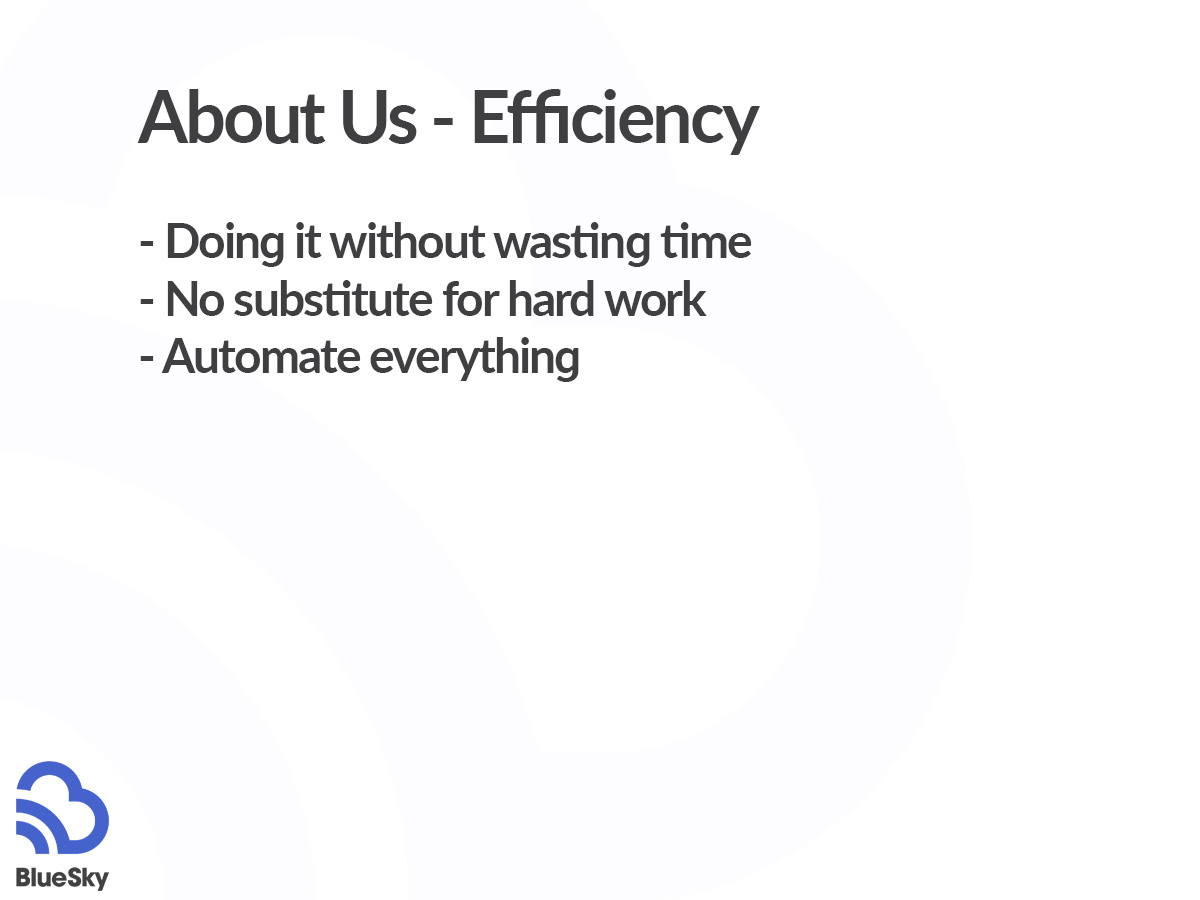 About Us - Efficiency
- Doing it without wasting time
- No substitute for hard work
- Automate everything
BlueSky